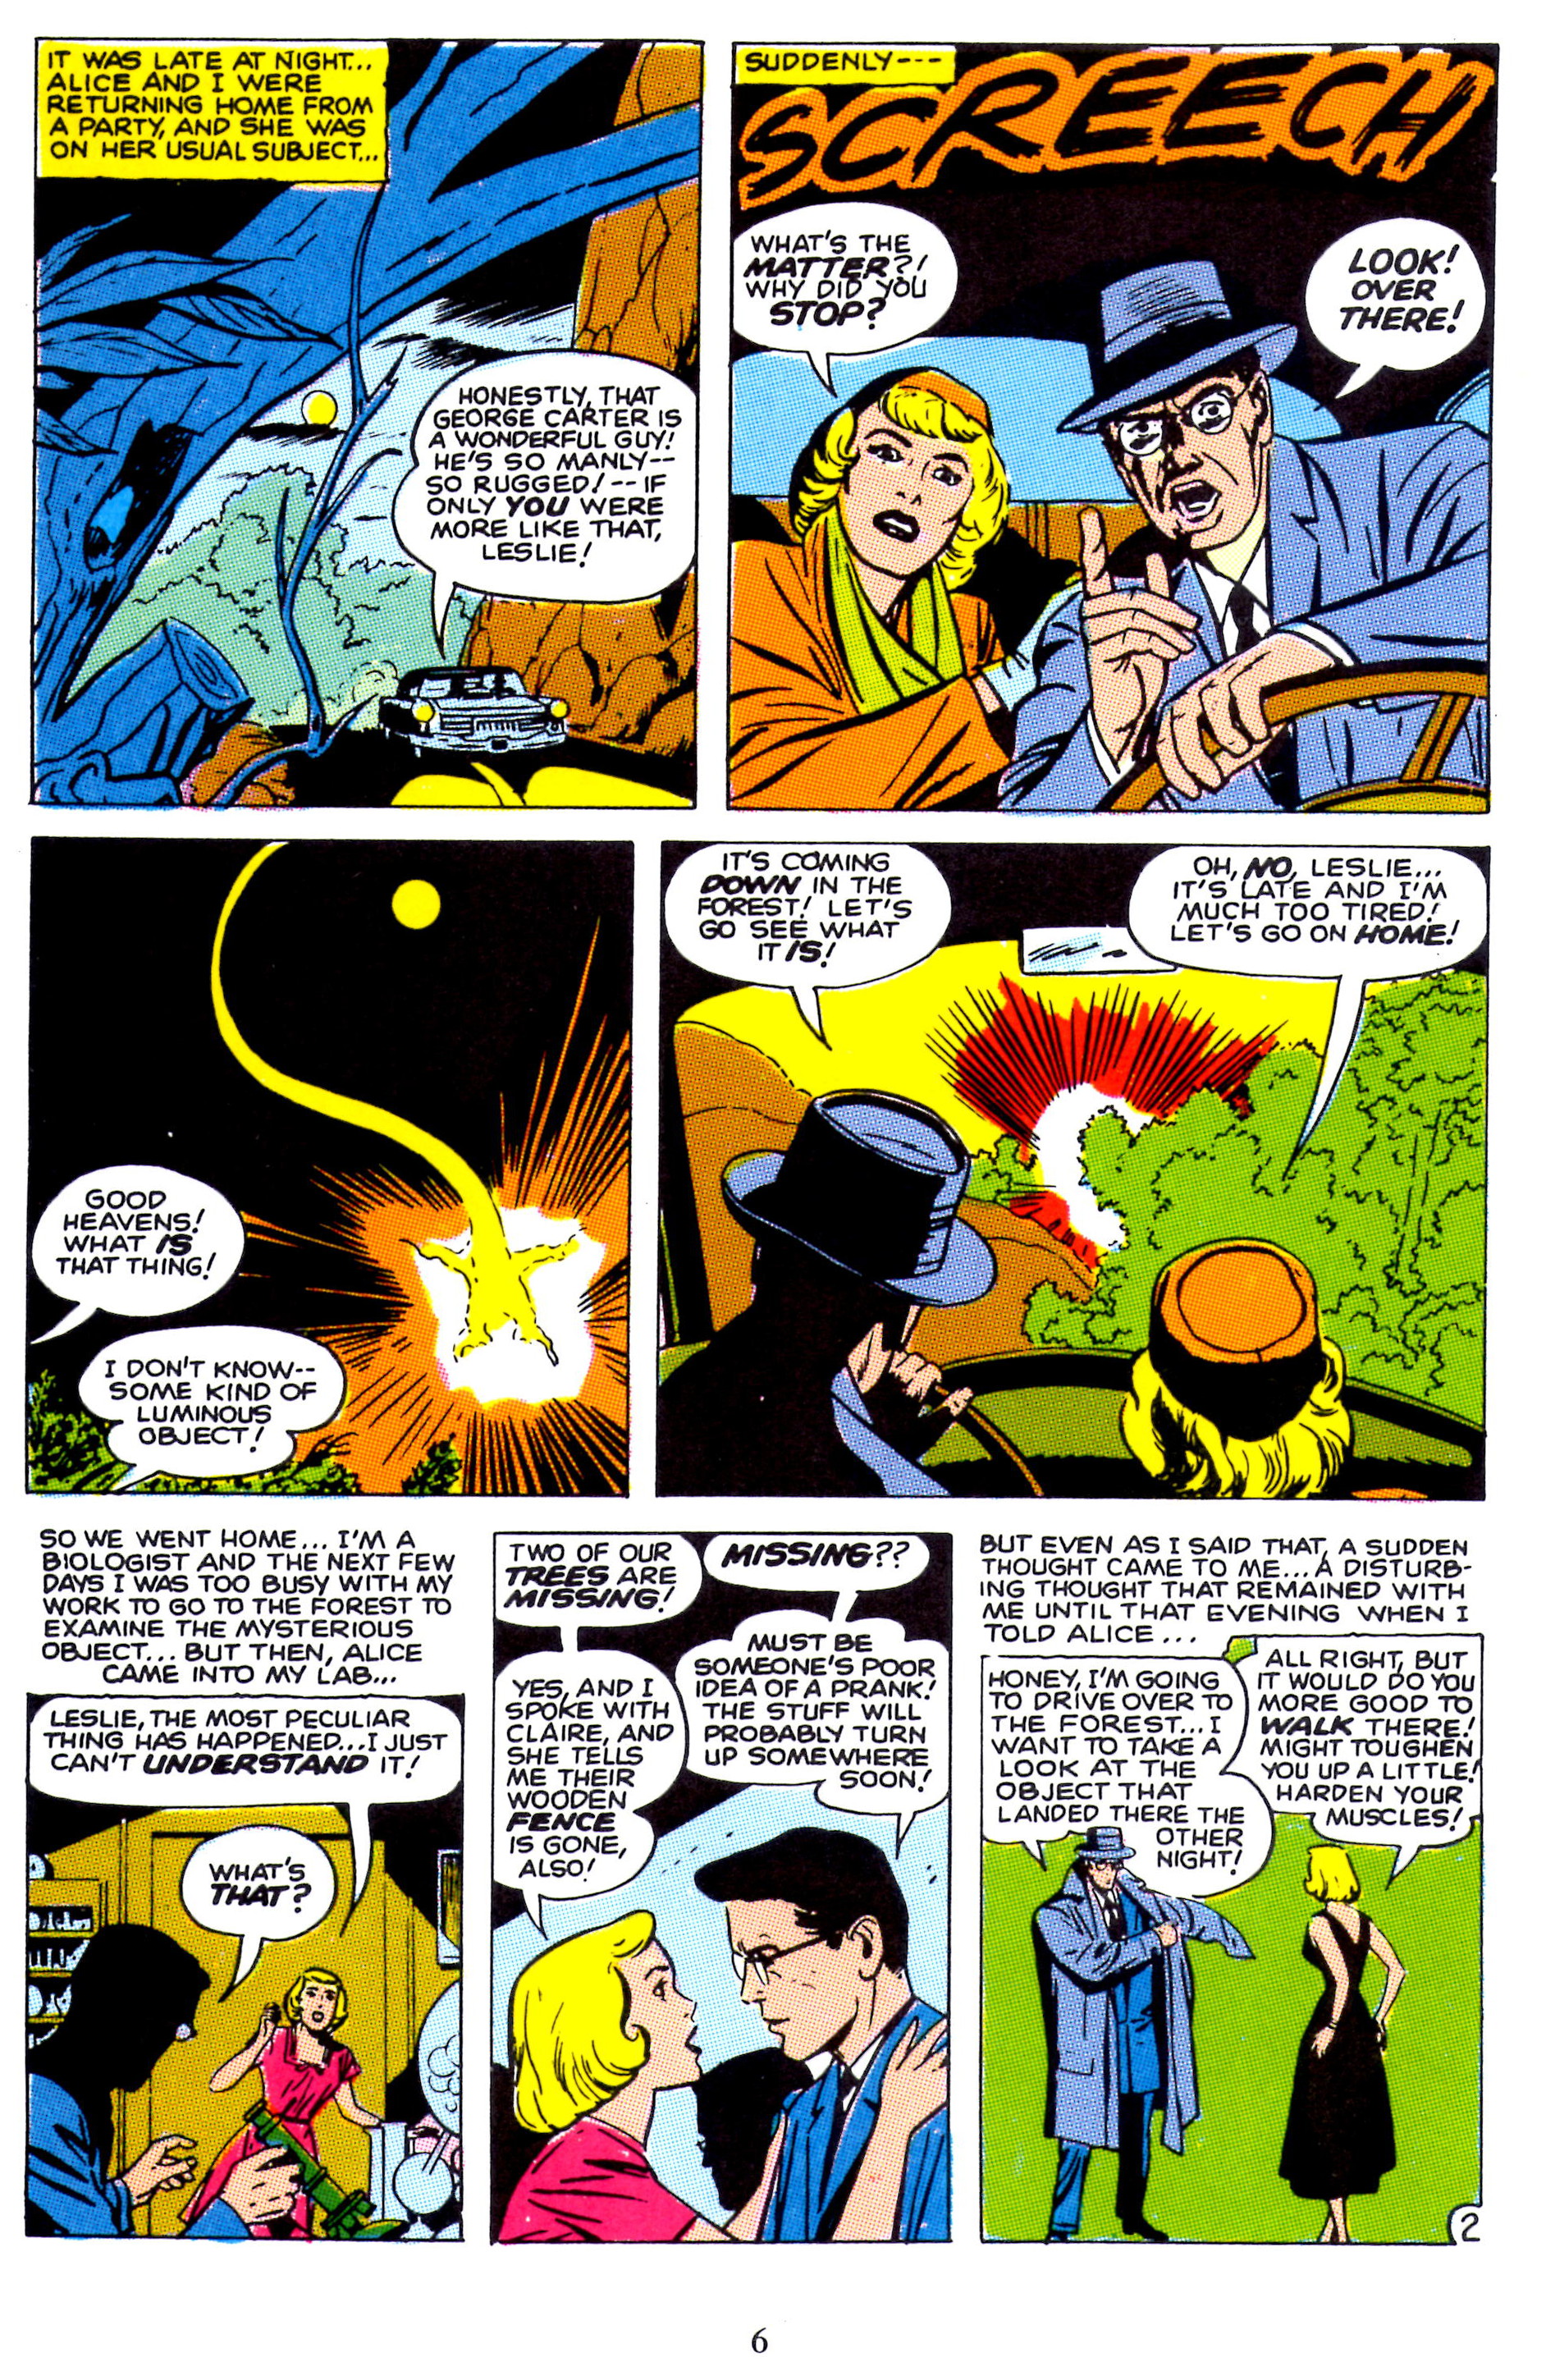 IT WAS LATE AT NIGHT...
ALICE AND I WERE
RETURNING HOME FROM
A PARTY, AND SHE WAS
ON HER USUAL SUBJECT...
HONESTLY, THAT
GEORGE CARTER IS
A WONDERFUL GUY!
HE'S SO MANLY--
SO RUGGED!--IF
ONLY YOU WERE
MORE LIKE THAT,
LESLIE!
SUDDENLY---
SCREECH
WHAT'S THE
MATTER?!
WHY DID YOU
STOP?
LOOK!
OVER
THERE!
GOOD
HEAVENS!
WHAT IS
THAT THING!
I DON'T KNOW--
SOME KIND OF
LUMINOUS
OBJECT!
IT'S COMING
DOWN IN THE
FOREST! LET'S
GO SEE WHAT
IT IS!
OH, NO, LESLIE...
IT'S LATE AND I'M
MUCH TOO TIRED!
LET'S GO ON HOME!
SO WE WENT HOME... I'M A
BIOLOGIST AND THE NEXT FEW
DAYS I WAS TOO BUSY WITH MY
WORK TO GO TO THE FOREST TO
EXAMINE THE MYSTERIOUS
OBJECT... BUT THEN, ALICE
CAME INTO MY LAB...
LESLIE, THE MOST PECULIAR
THING HAS HAPPENED...I JUST
CAN'T UNDERSTAND IT!
WHAT'S
THAT?
TWO OF OUR
TREES ARE
MISSING!
MISSING??
YES, AND I
SPOKE WITH
CLAIRE, AND
SHE TELLS
ME THEIR
WOODEN
FENCE
IS GONE,
ALSO!
MUST BE
SOMEONE'S POOR
IDEA OF A PRANK!
THE STUFF WILL
PROBABLY TURN
UP SOMEWHERE
SOON!
BUT EVEN AS I SAID THAT, A SUDDEN
THOUGHT CAME TO ME... A DISTURB-
ING THOUGHT THAT REMAINED WITH
ME UNTIL THAT EVENING WHEN I
TOLD ALICE...
HONEY, I'M GOING
TO DRIVE OVER TO
THE FOREST...I
WANT TO TAKE A
LOOK AT THE
OBJECT THAT
LANDED THERE THE
OTHER
NIGHT!
ALL RIGHT, BUT
IT WOULD DO YOU
MORE GOOD TO
WALK THERE!
MIGHT TOUGHEN
YOU UP A LITTLE!
HARDEN YOUR
MUSCLES!
2
6